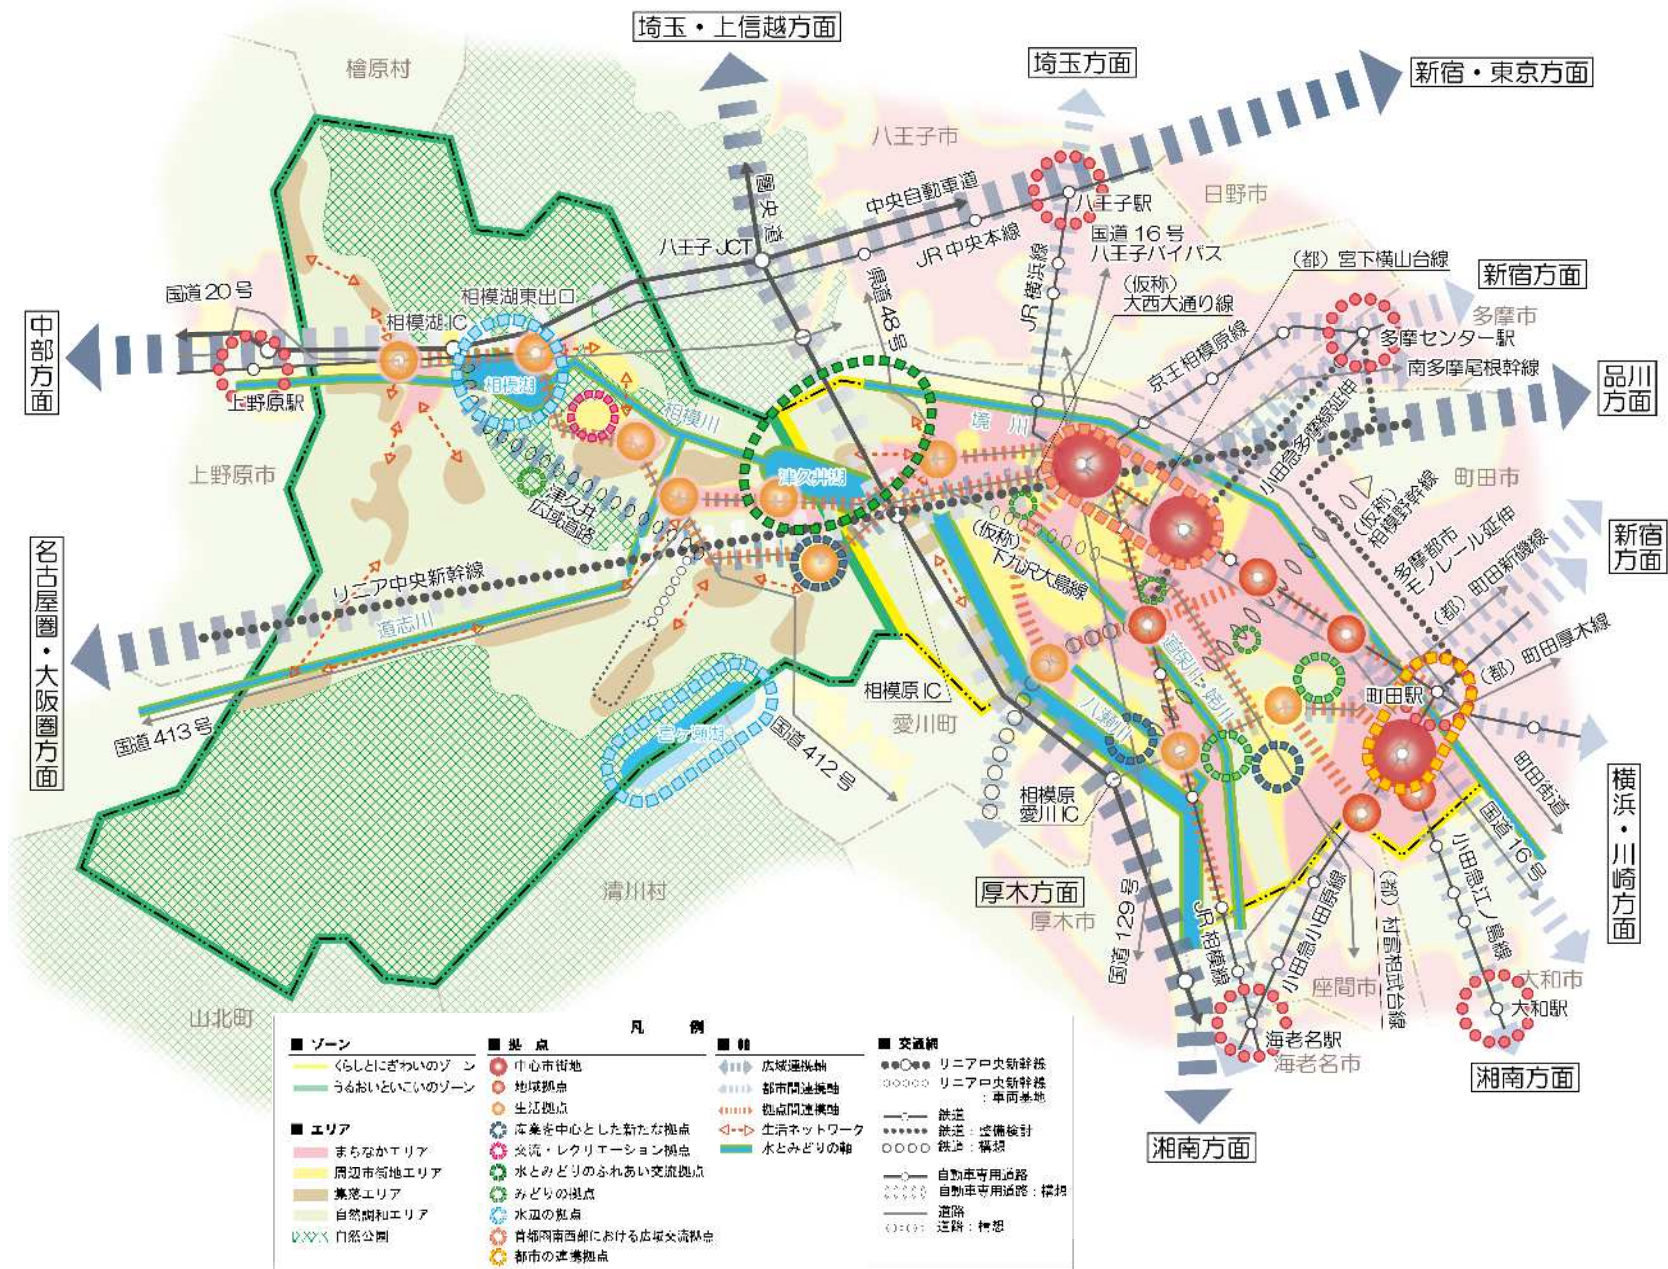 埼玉・上信越方面
埼玉方面
新宿・東京方面
檜原村
八王子市
日野市
圏央道
中央自動車道
八王子駅
八王子JCT
JR中央本線
国道16号
八王子バイパス
(都)宮下横山台線
新宿方面
JR横浜線
(仮称)
大西大通り線
県道48号
国道20号
相模湖東出口
相模湖IC
多摩市
多摩センター駅
京王相模原線
南多摩尾根幹線
中部方面
品川方面
相模湖
上野原駅
相模川
境川
小田急多摩線延伸
上野原市
津久井湖
町田市
津久井
広域道路
(仮称)
相模野幹線
(仮称)
下九沢大島線
多摩都市
モノレール延伸
(都)町田新磯線
新宿方面
名古屋圏・大阪圏方面
リニア中央新幹線
道志川
道保川・姥川
(都)町田厚木線
町田駅
相模原IC
愛川町
八瀬川
国道413号
宮ヶ瀬湖
国道412号
町田街道
横浜・川崎方面
相模原
愛川IC
国道16号
清川村
厚木方面
厚木市
国道129号
JR相模線
小田急小田原線
(都)村富相武台線
小田急江ノ島線
座間市
大和市
大和駅
山北町
海老名駅
海老名市
湘南方面
湘南方面
凡例
■ ゾーン
くらしとにぎわいのゾーン
うるおいといこいのゾーン
■ エリア
まちなかエリア
周辺市街地エリア
集落エリア
自然調和エリア
自然公園
■ 拠点
中心市街地
地域拠点
生活拠点
産業を中心とした新たな拠点
交流・レクリエーション拠点
水とみどりのふれあい交流拠点
みどりの拠点
水辺の拠点
首都圏南西部における広域交流拠点
都市の連携拠点
■ 軸
広域連携軸
都市間連携軸
拠点間連携軸
生活ネットワーク
水とみどりの軸
■ 交通網
リニア中央新幹線
リニア中央新幹線
:車両基地
鉄道
鉄道:整備検討
鉄道:構想
自動車専用道路
自動車専用道路:構想
道路
道路:構想